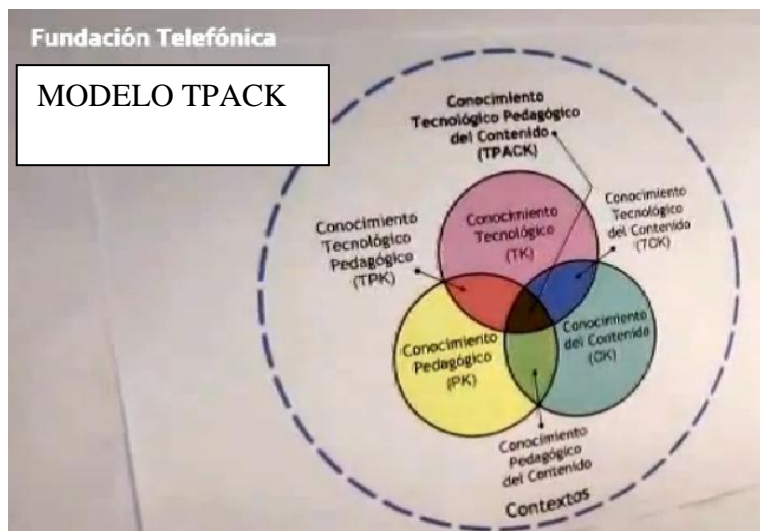 Fundación Telefónica
MODELO TPACK
Conocimiento
Tecnológico Pedagógico
del Contenido
(TPACK)
Conocimiento
Tecnológico
Pedagógico
(TPK)
Conocimiento
Tecnológico
(TK)
Conocimiento
Tecnológico
del Contenido
(TCK)
Conocimiento
Pedagógico
(PK)
Conocimiento
del Contenido
(CK)
Conocimiento
Pedagógico
del Contenido
Contextos